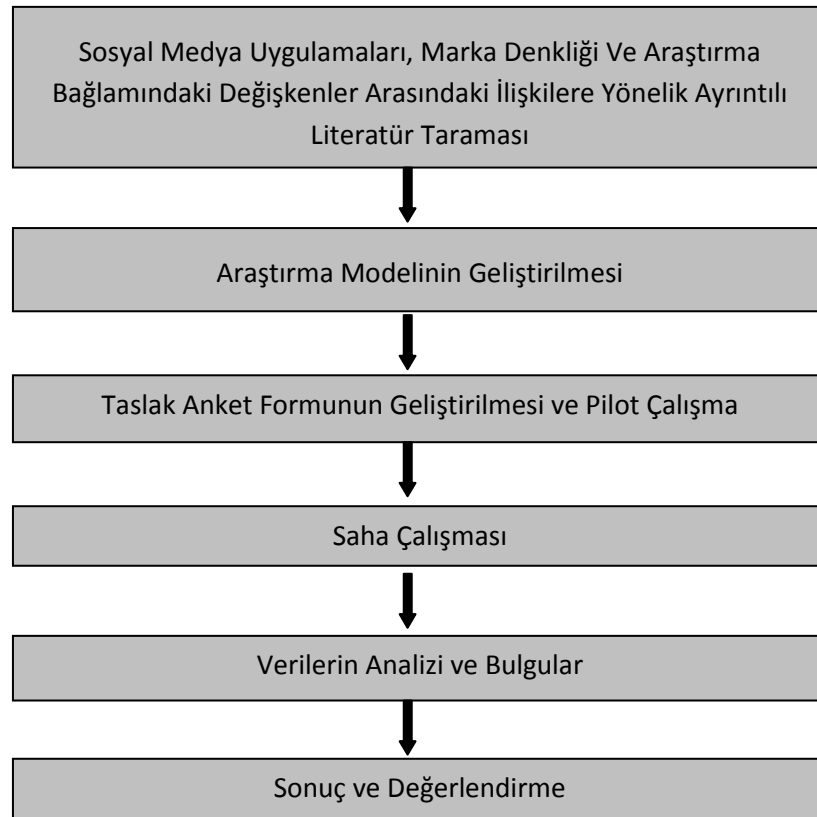 Sosyal Medya Uygulamaları, Marka Denkliği Ve Araştırma
Bağlamındaki Değişkenler Arasındaki İlişkilere Yönelik Ayrıntılı
Literatür Taraması
Araştırma Modelinin Geliştirilmesi
Taslak Anket Formunun Geliştirilmesi ve Pilot Çalışma
Saha Çalışması
Verilerin Analizi ve Bulgular
Sonuç ve Değerlendirme